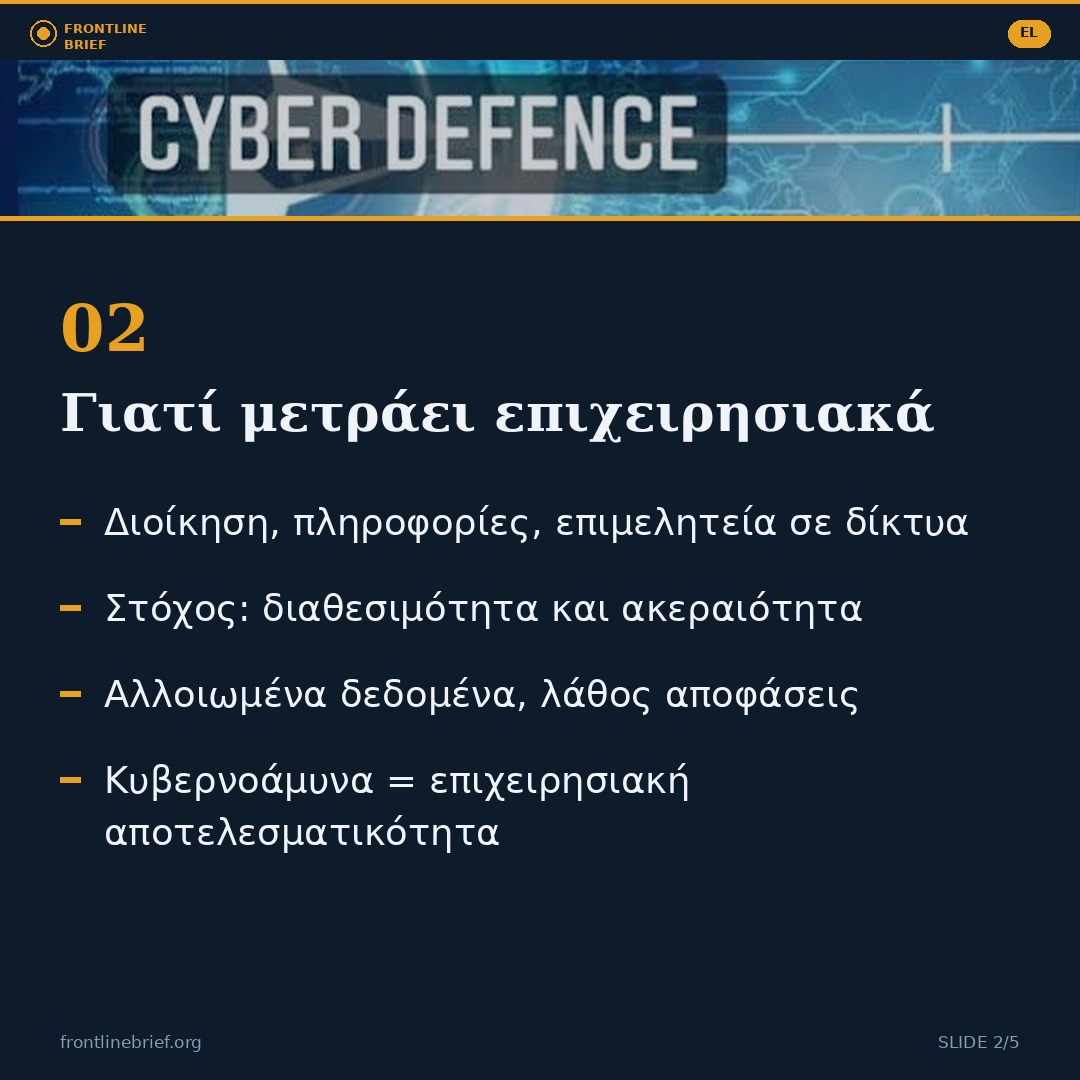 FRONTLINE
BRIEF
EL
CYBER DEFENCE
02
Γιατί μετράει επιχειρησιακά
Διοίκηση, πληροφορίες, επιμελητεία σε δίκτυα
Στόχος: διαθεσιμότητα και ακεραιότητα
Αλλοιωμένα δεδομένα, λάθος αποφάσεις
Κυβερνοάμυνα = επιχειρησιακή
αποτελεσματικότητα
frontlinebrief.org
SLIDE 2/5